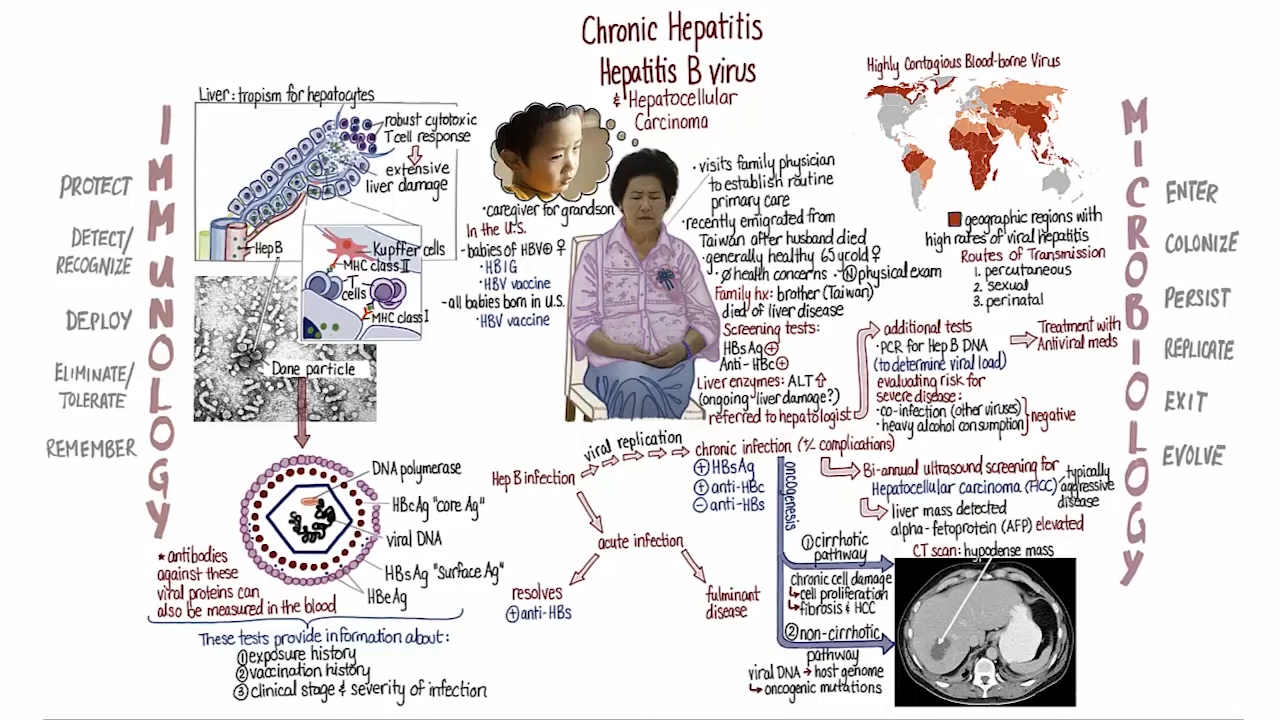 Chronic Hepatitis
Hepatitis B virus
& Hepatocellular
Carcinoma
IMMUNOLOGY
PROTECT
DETECT/
RECOGNIZE
DEPLOY
ELIMINATE/
TOLERATE
REMEMBER
Liver: tropism for hepatocytes
robust cytotoxic
T cell response
extensive
liver damage
Hep B
Kupffer cells
MHC class II
T
cells
MHC class I
Dane particle
DNA polymerase
HBcAg "core Ag"
viral DNA
HBsAg "Surface Ag"
HBeAg
* antibodies
against these
viral proteins can
also be measured in the blood
These tests provide information about:
① exposure history
② vaccination history
③ clinical stage & severity of infection
• caregiver for grandson
In the U.S.
- babies of HBV⊕ ♀
• HBIG
• HBV vaccine
- all babies born in U.S.
• HBV vaccine
• visits family physician
to establish routine
primary care
• recently emigrated from
Taiwan after husband died
• generally healthy 65 yr old ♀
• Ø health concerns • Ⓝ physical exam
Family hx: brother (Taiwan)
died of liver disease
Screening tests:
HBsAg ⊕
Anti-HBc ⊕
Liver enzymes: ALT ⇧
(ongoing liver damage?)
referred to hepatologist
additional tests
• PCR for Hep B DNA
(to determine viral load)
evaluating risk for
severe disease:
• co-infection (other viruses)
• heavy alcohol consumption
negative
Treatment with
Antiviral meds
Highly Contagious Blood-borne Virus
geographic regions with
high rates of viral hepatitis
Routes of Transmission
1. percutaneous
2. sexual
3. perinatal
Hep B infection
viral replication
chronic infection (+/- complications)
⊕ HBsAg
⊕ anti-HBc
⊖ anti-HBs
acute infection
resolves
⊕ anti-HBs
fulminant
disease
oncogenesis
① cirrhotic
pathway
chronic cell damage
↳ cell proliferation
↳ fibrosis & HCC
② non-cirrhotic
pathway
viral DNA → host genome
↳ oncogenic mutations
Bi-annual ultrasound screening for
Hepatocellular carcinoma (HCC)
typically
aggressive
disease
liver mass detected
alpha-fetoprotein (AFP) elevated
CT scan: hypodense mass
MICROBIOLOGY
ENTER
COLONIZE
PERSIST
REPLICATE
EXIT
EVOLVE